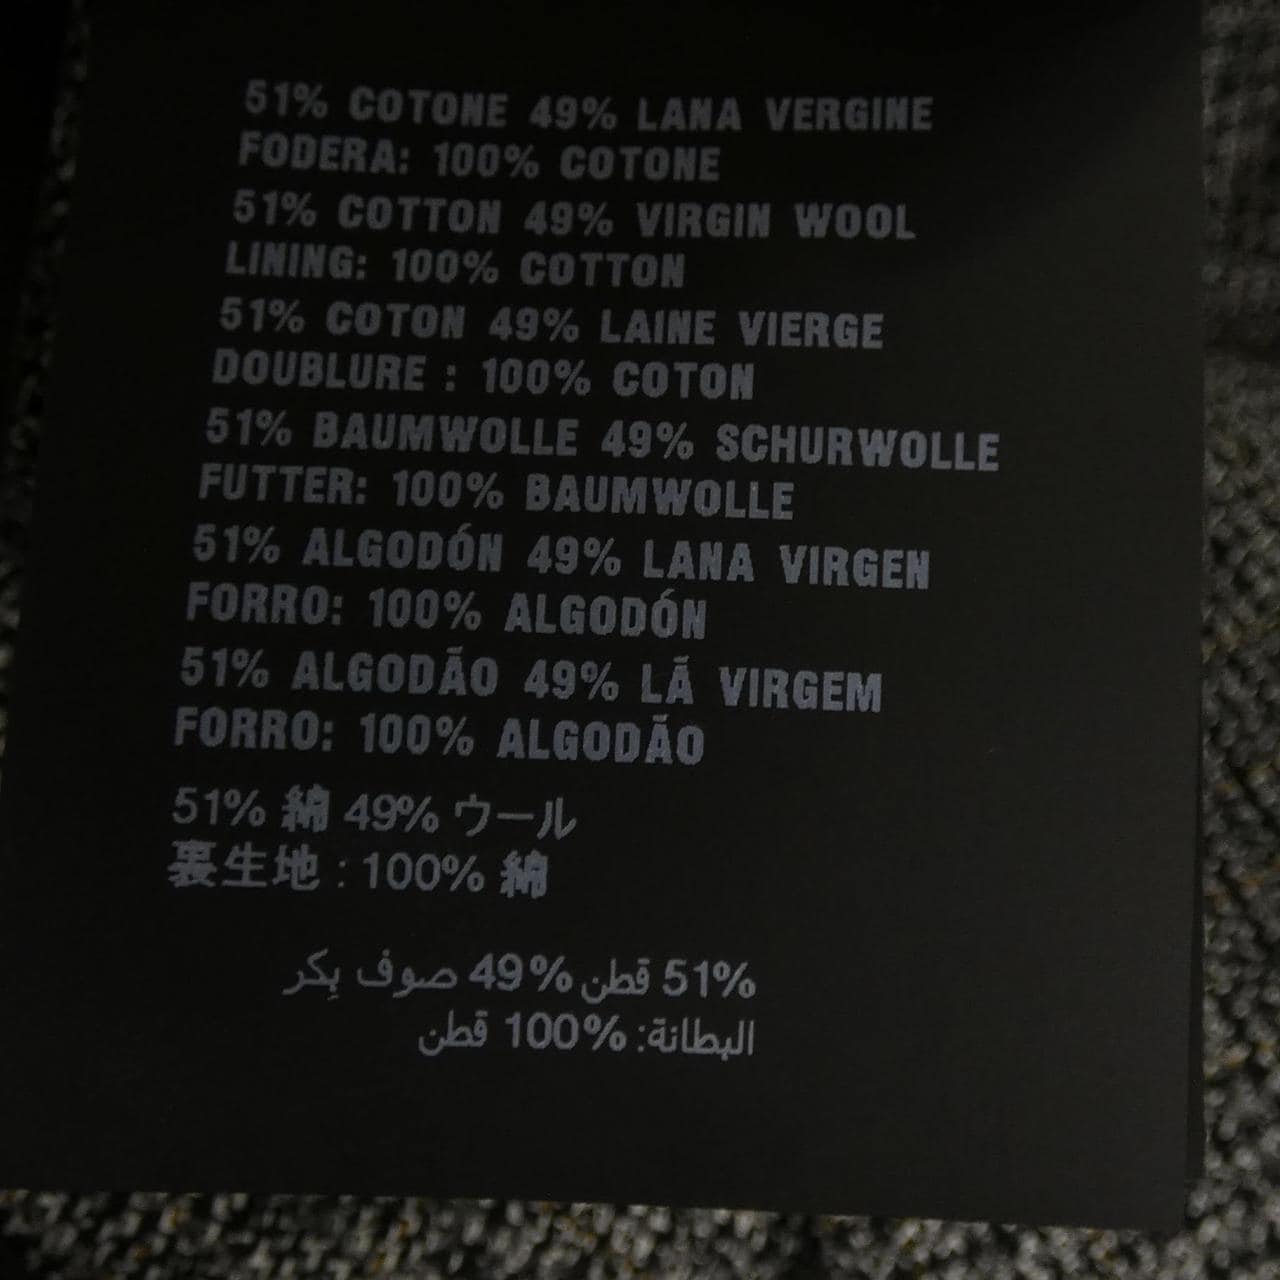 51% COTONE 49% LANA VERGINE
FODERA: 100% COTONE
51% COTTON 49% VIRGIN WOOL
LINING: 100% COTTON
51% COTON 49% LAINE VIERGE
DOUBLURE : 100% COTON
51% BAUMWOLLE 49% SCHURWOLLE
FUTTER: 100% BAUMWOLLE
51% ALGODÓN 49% LANA VIRGEN
FORRO: 100% ALGODÓN
51% ALGODÃO 49% LÃ VIRGEM
FORRO: 100% ALGODÃO
51% 綿 49% ウール
裏生地 : 100% 綿
51% قطن 49% صوف بِكر
البطانة: 100% قطن